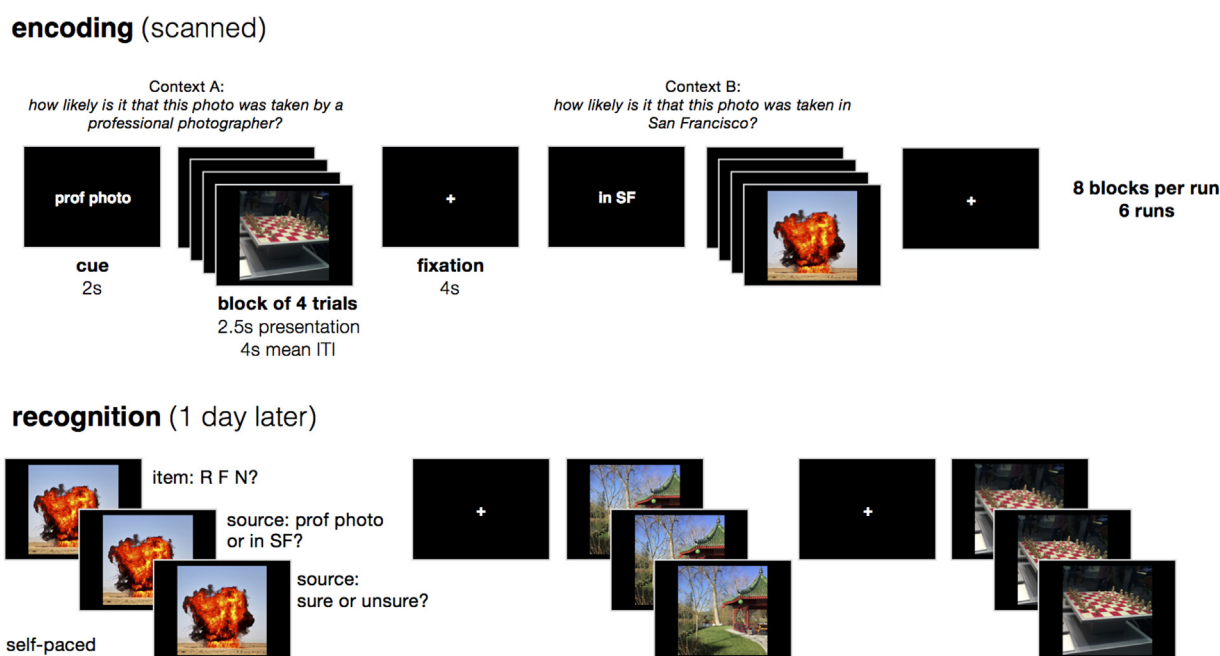 encoding (scanned)
Context A:
how likely is it that this photo was taken by a
professional photographer?
Context B:
how likely is it that this photo was taken in
San Francisco?
prof photo
+
in SF
+
8 blocks per run
6 runs
cue
2s
block of 4 trials
2.5s presentation
4s mean ITI
fixation
4s
recognition (1 day later)
item: R F N?
source: prof photo
or in SF?
source:
sure or unsure?
+
+
self-paced